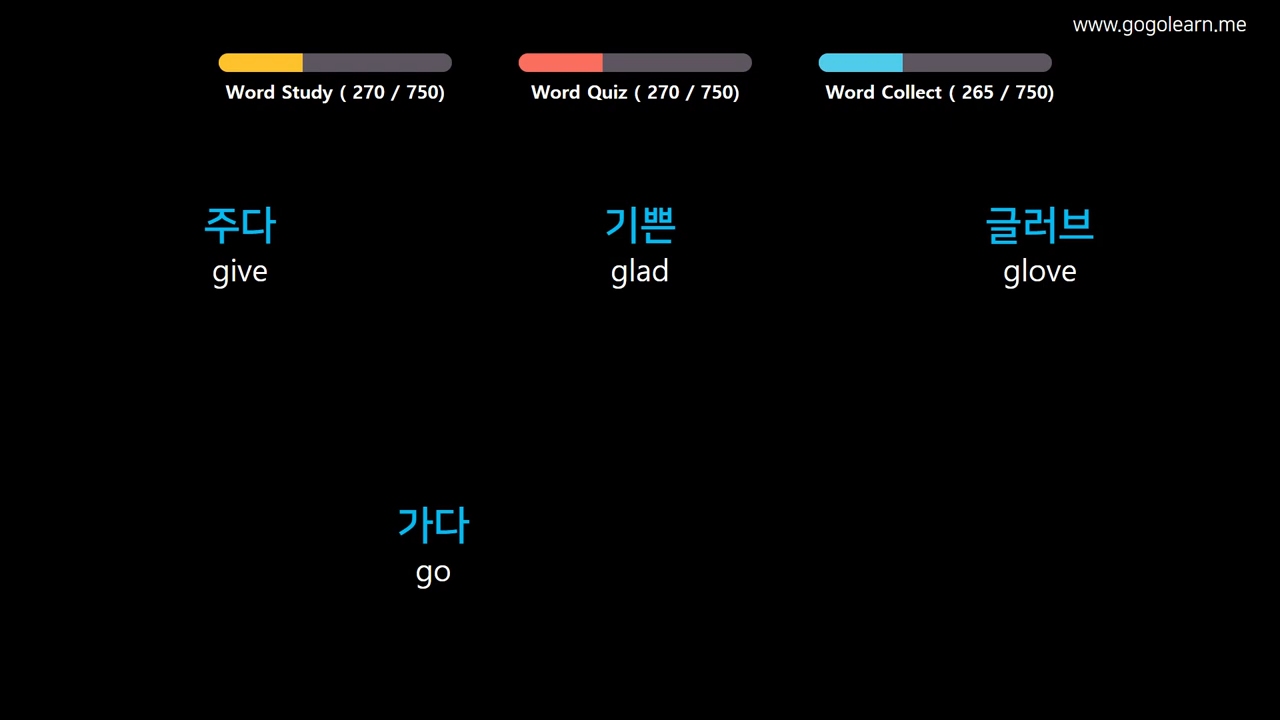 www.gogolearn.me
Word Study ( 270 / 750)
Word Quiz ( 270 / 750)
Word Collect ( 265 / 750)
주다
give
기쁜
glad
글러브
glove
가다
go